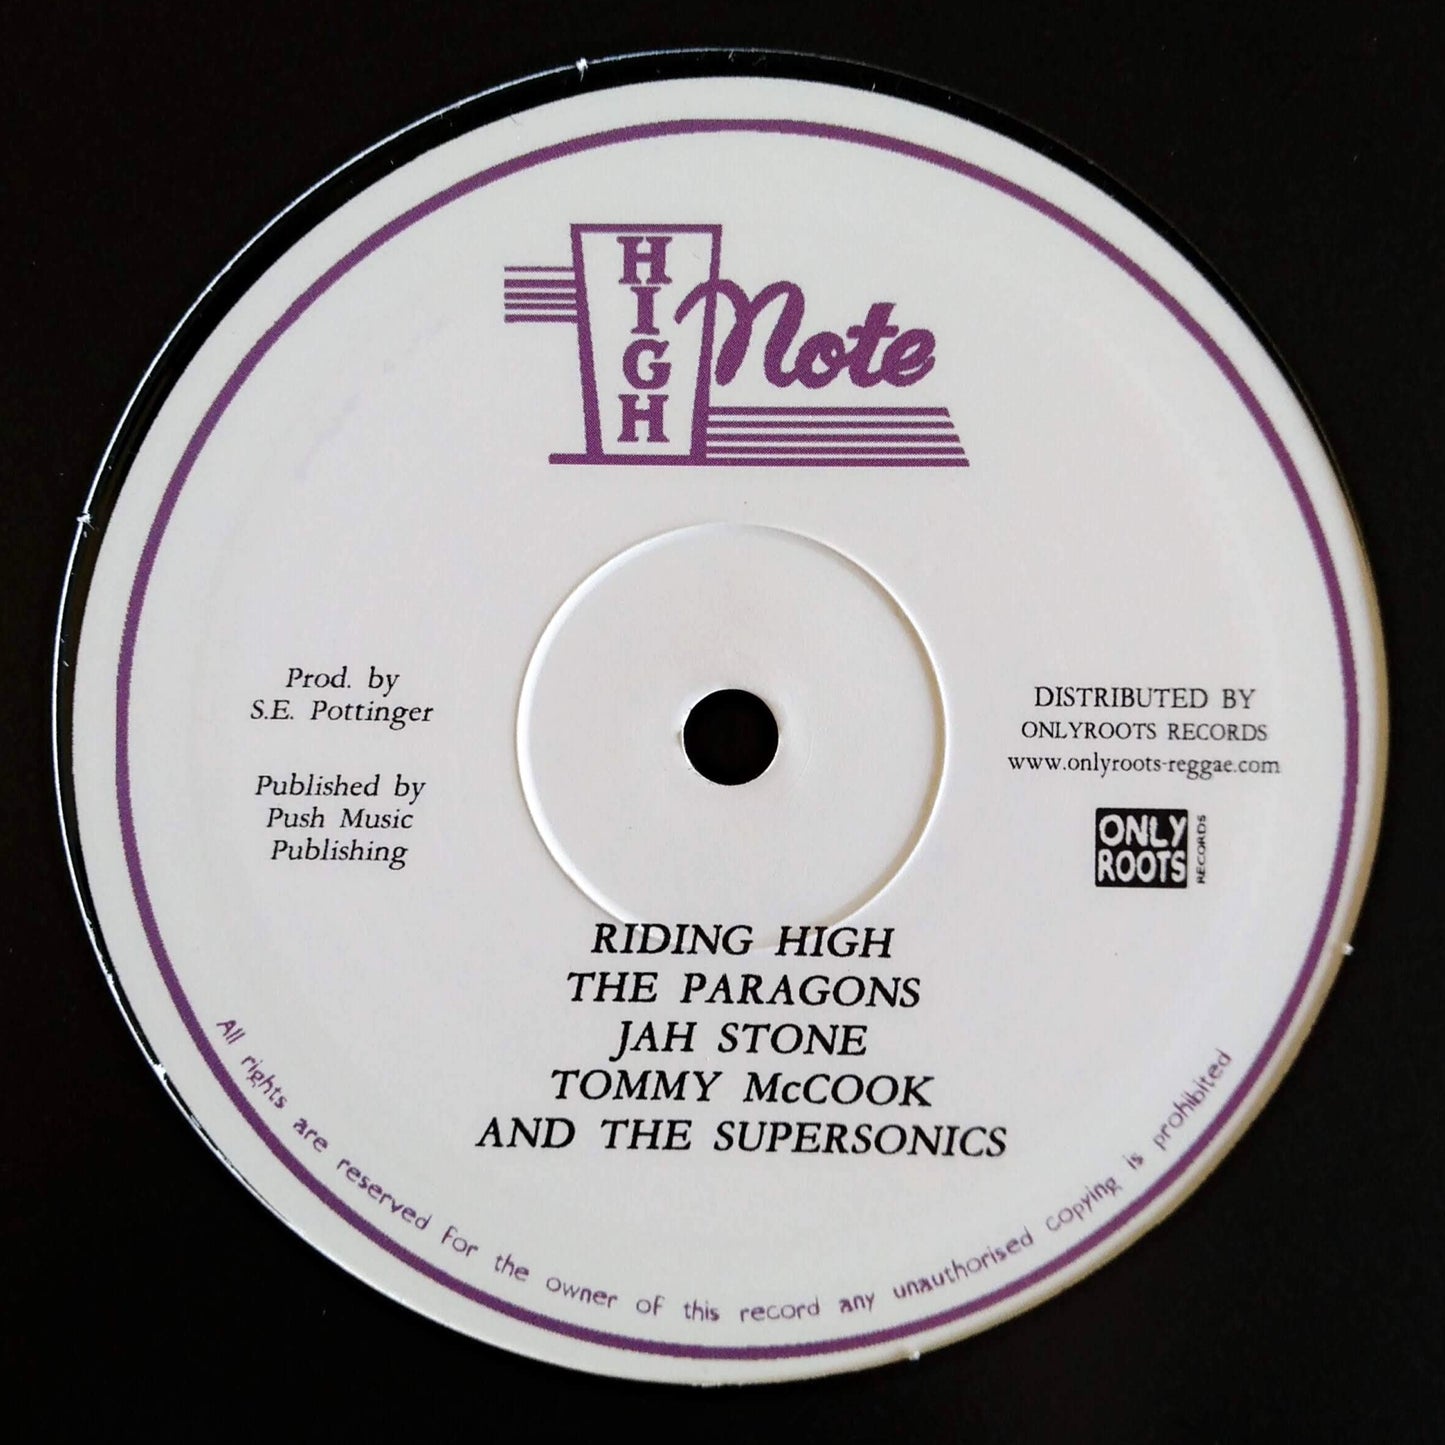 HIGH
Note
Prod. by
S.E. Pottinger
Published by
Push Music
Publishing
DISTRIBUTED BY
ONLYROOTS RECORDS
www.onlyroots-reggae.com
ONLY
ROOTS
RECORDS
RIDING HIGH
THE PARAGONS
JAH STONE
TOMMY McCOOK
AND THE SUPERSONICS
All rights are reserved for the owner of this record any unauthorised copying is prohibited